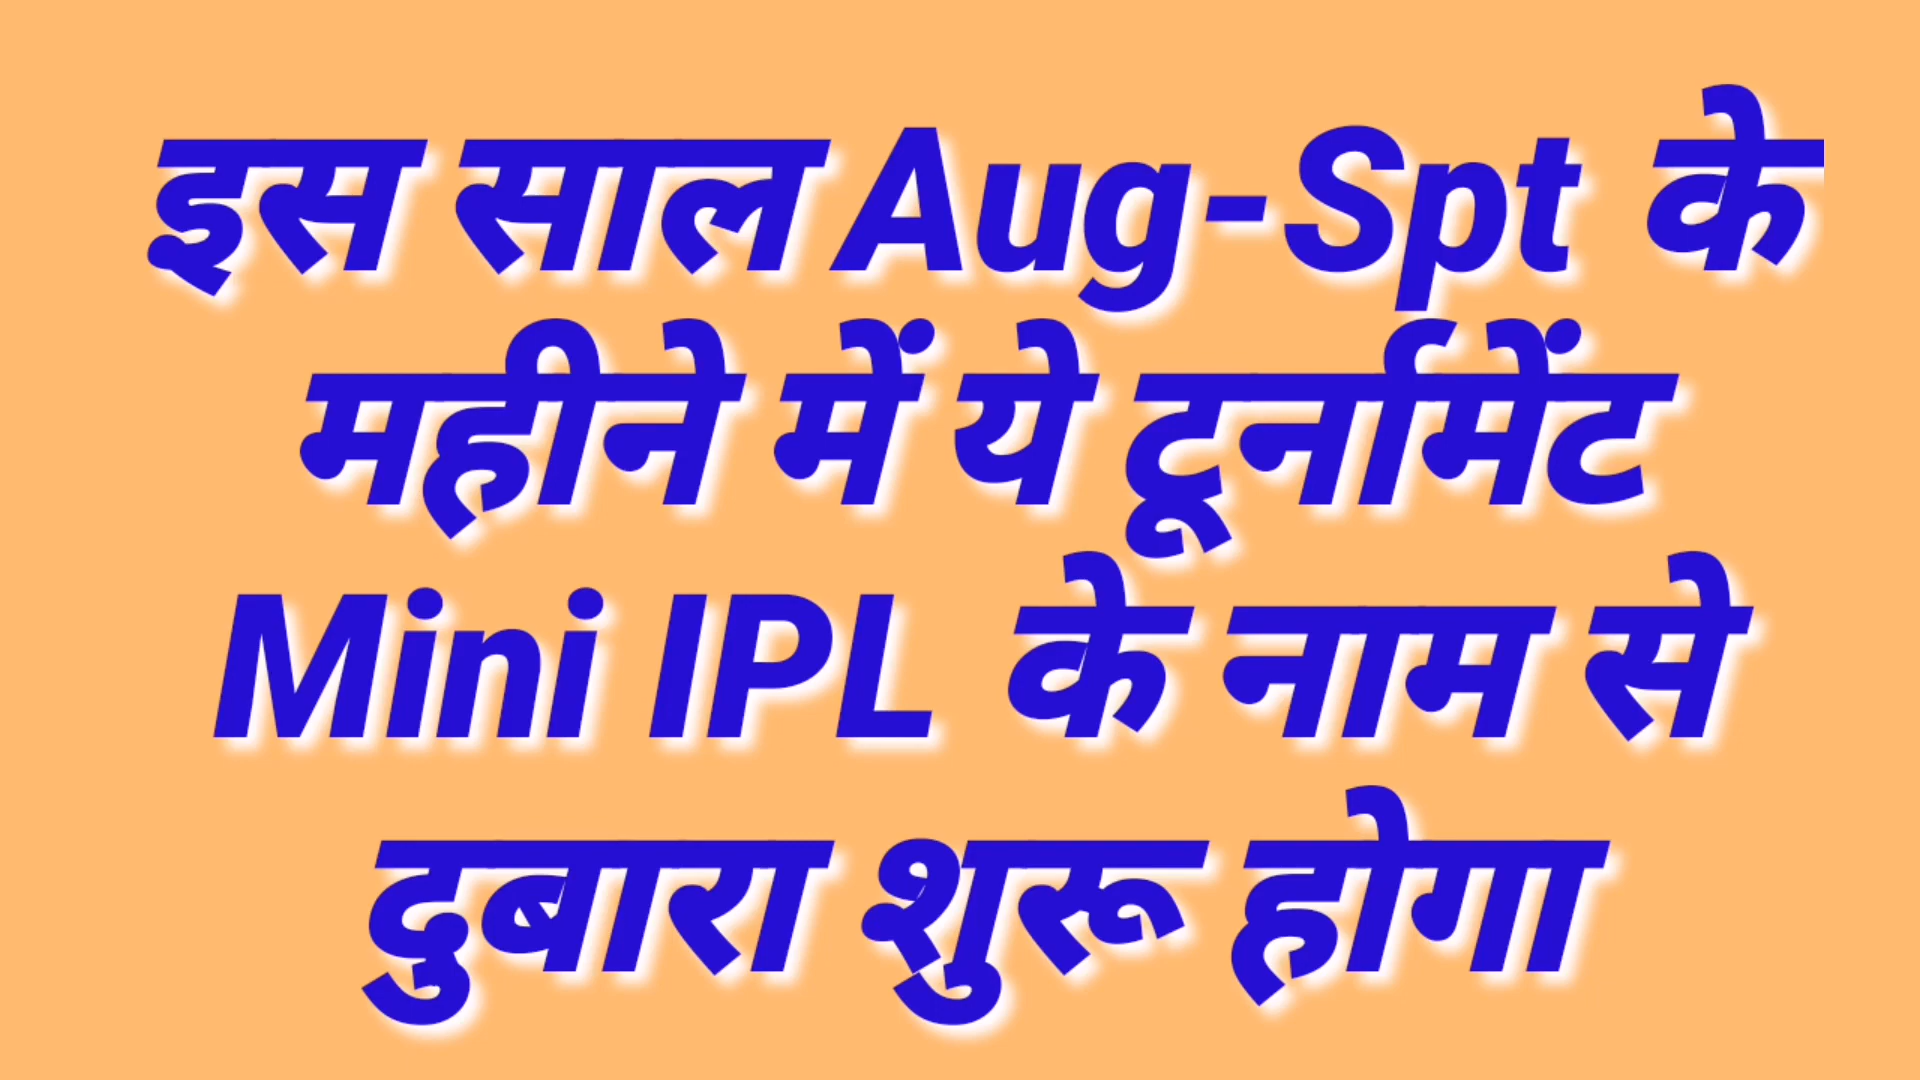 इस साल Aug-Spt के
महीने में ये टूर्नामेंट
Mini IPL के नाम से
दुबारा शुरू होगा